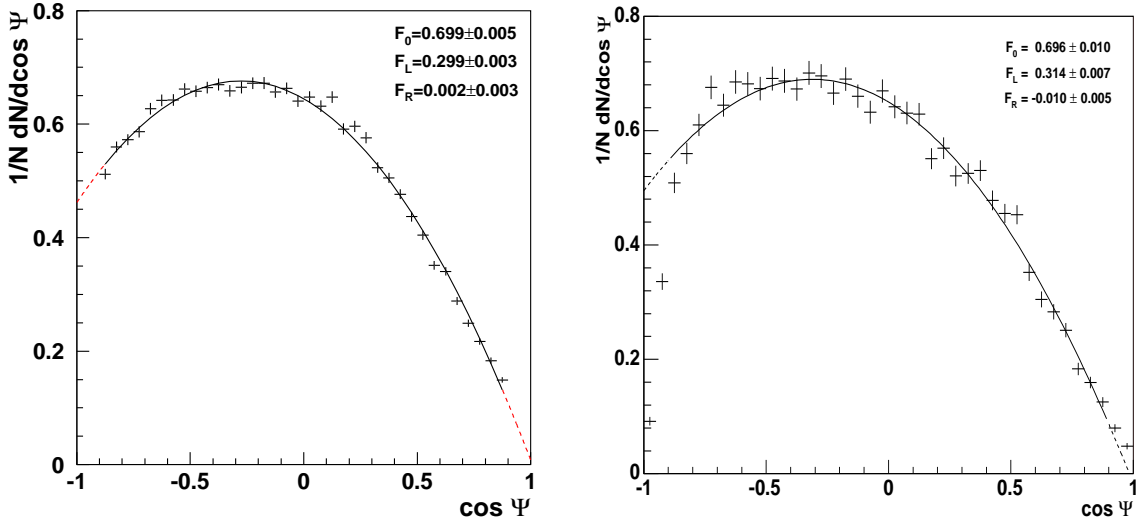 1/N dN/dcos Ψ
0.8
0.6
0.4
0.2
0
F0=0.699±0.005
FL=0.299±0.003
FR=0.002±0.003
-1
-0.5
0
0.5
1
cos Ψ
1/N dN/dcos Ψ
0.8
0.6
0.4
0.2
0
F0 0.696 ± 0.010
FL 0.314 ± 0.007
FR -0.010 ± 0.005
-1
-0.5
0
0.5
1
cos Ψ